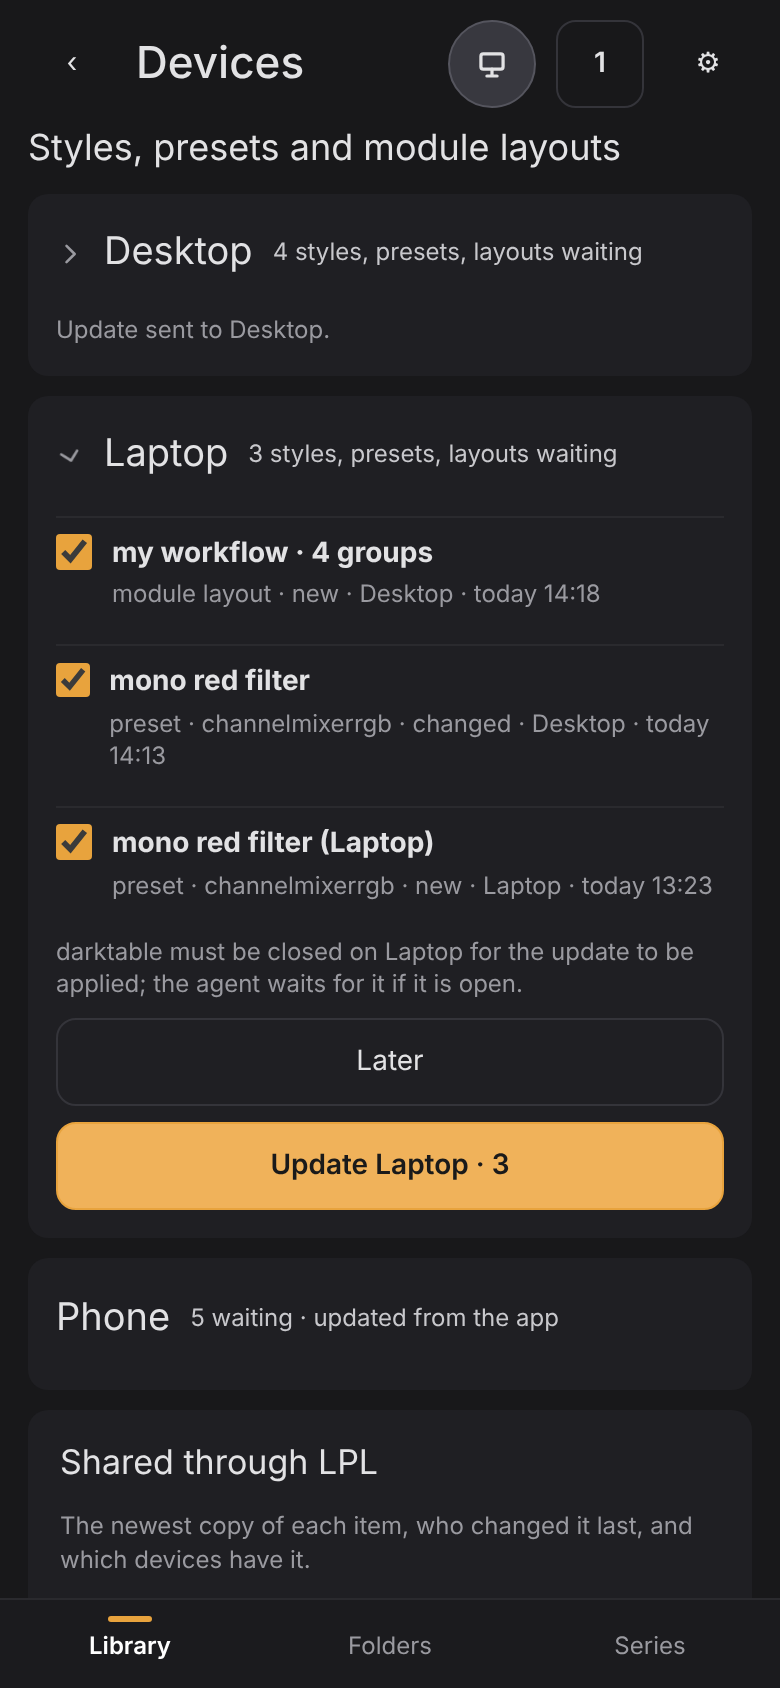 Devices
1
Styles, presets and module layouts
Desktop 4 styles, presets, layouts waiting
Update sent to Desktop.
Laptop 3 styles, presets, layouts waiting
my workflow · 4 groups
module layout · new · Desktop · today 14:18
mono red filter
preset · channelmixerrgb · changed · Desktop · today
14:13
mono red filter (Laptop)
preset · channelmixerrgb · new · Laptop · today 13:23
darktable must be closed on Laptop for the update to be
applied; the agent waits for it if it is open.
Later
Update Laptop · 3
Phone 5 waiting · updated from the app
Shared through LPL
The newest copy of each item, who changed it last, and
which devices have it.
Library Folders Series